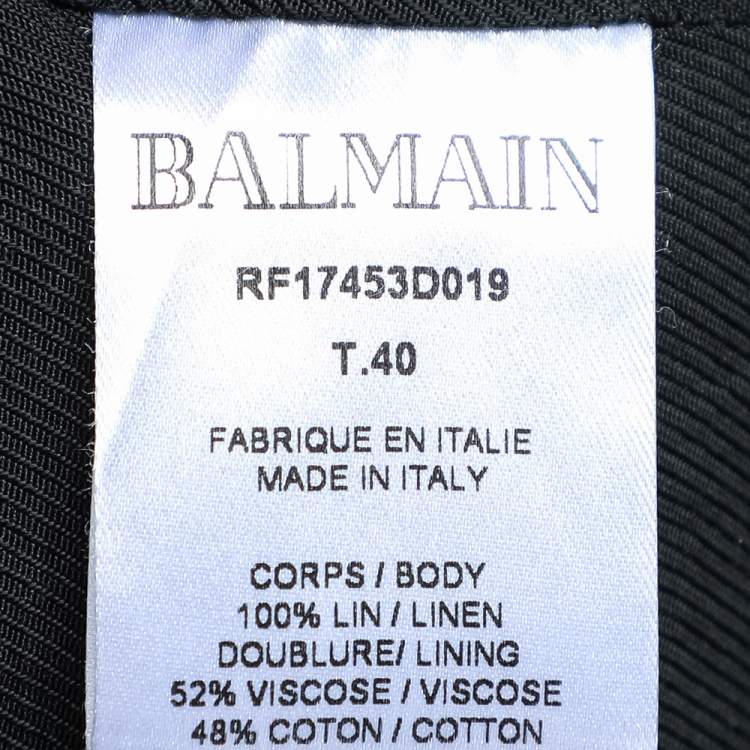 BALMAIN
RF17453D019
T.40
FABRIQUE EN ITALIE
MADE IN ITALY
CORPS / BODY
100% LIN / LINEN
DOUBLURE/ LINING
52% VISCOSE / VISCOSE
48% COTON / COTTON